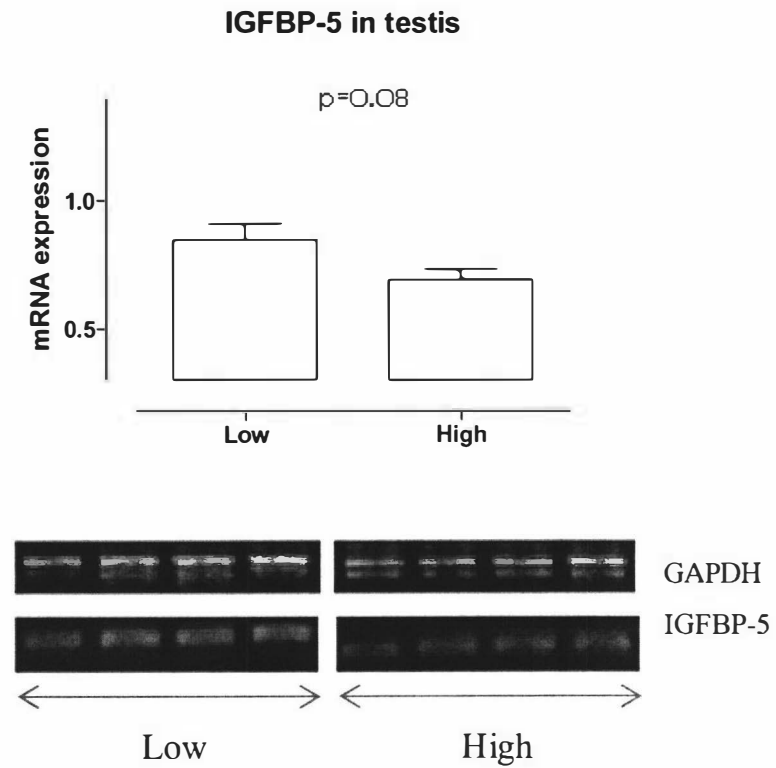 IGFBP-5 in testis
p=0.08
mRNA expression
1.0
0.5
Low
High
GAPDH
IGFBP-5
Low
High